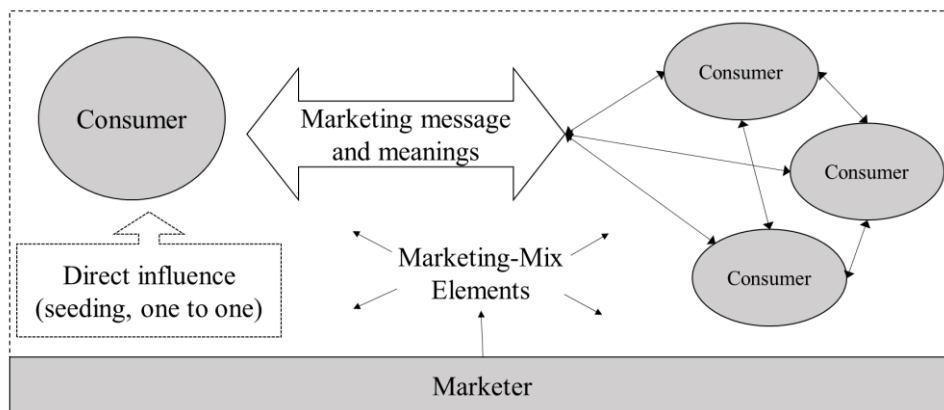 Consumer
Marketing message
and meanings
Consumer
Consumer
Consumer
Direct influence
(seeding, one to one)
Marketing-Mix
Elements
Marketer